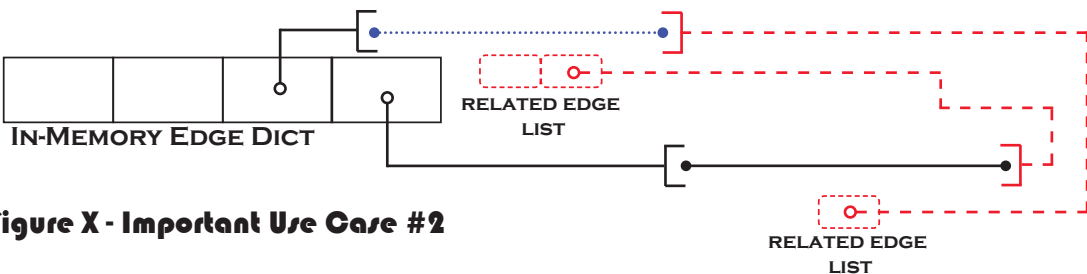 RELATED EDGE
LIST
IN-MEMORY EDGE DICT
igure X - Important Use Case #2
RELATED EDGE
LIST